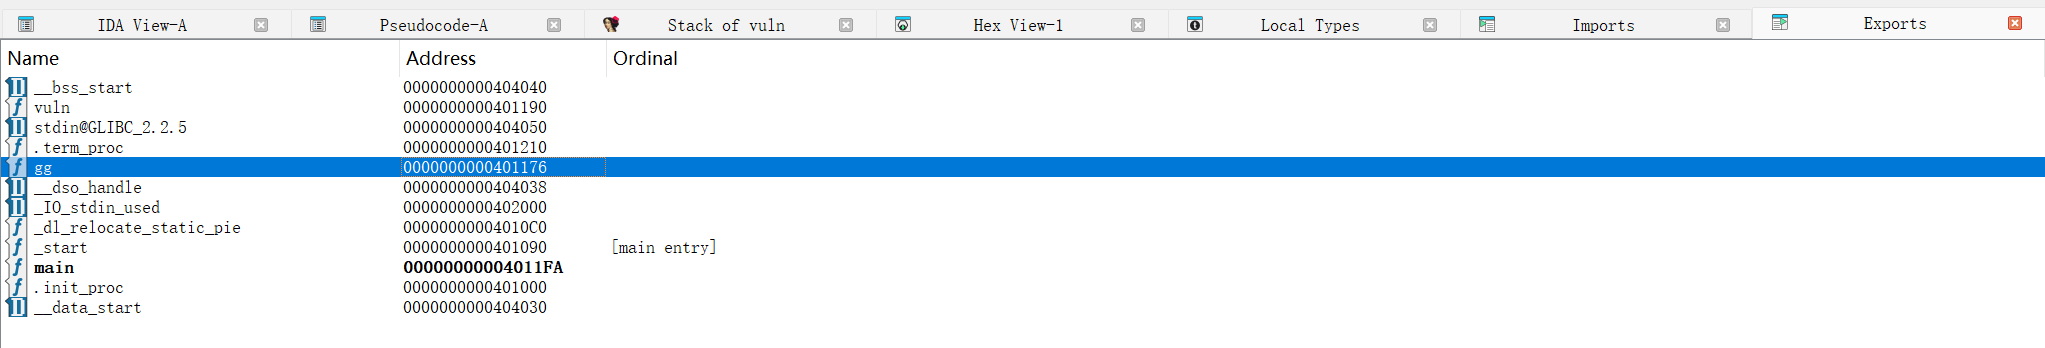 IDA View-A Pseudocode-A Stack of vuln Hex View-1 Local Types Imports Exports
Name Address Ordinal
__bss_start 0000000000404040
vuln 0000000000401190
stdin@GLIBC_2.2.5 0000000000404050
.term_proc 0000000000401210
gg 0000000000401176
__dso_handle 0000000000404038
_IO_stdin_used 0000000000402000
_dl_relocate_static_pie 00000000004010C0
_start 0000000000401090 [main entry]
main 00000000004011FA
.init_proc 0000000000401000
__data_start 0000000000404030